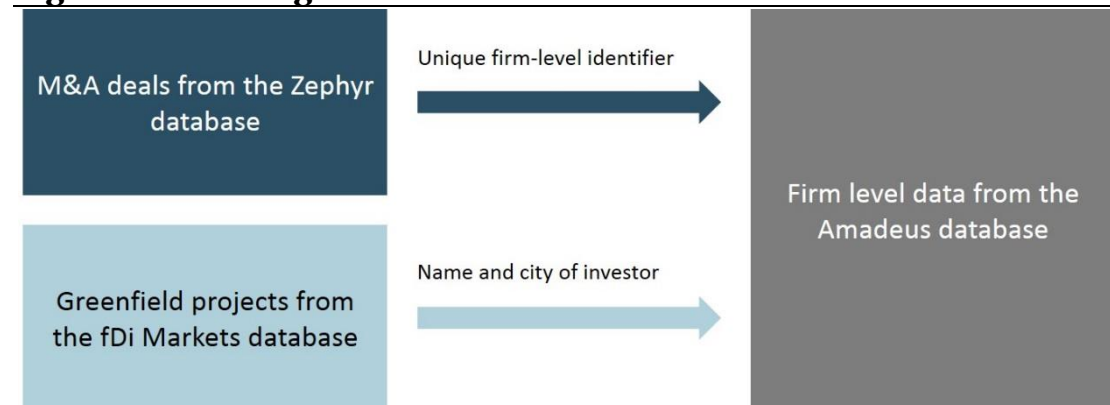 Unique firm-level identifier
M&A deals from the Zephyr
database
Firm level data from the
Amadeus database
Name and city of investor
Greenfield projects from
the fDi Markets database